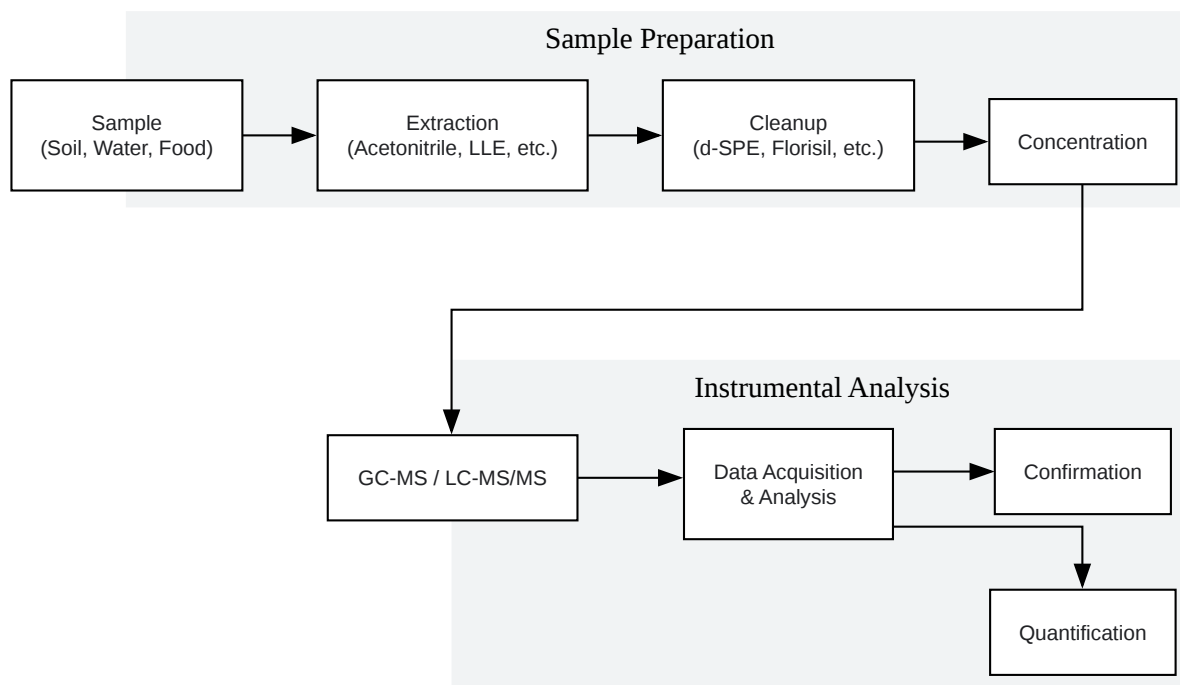 Sample Preparation
Sample
(Soil, Water, Food)
Extraction
(Acetonitrile, LLE, etc.)
Cleanup
(d-SPE, Florisil, etc.)
Concentration
Instrumental Analysis
GC-MS / LC-MS/MS
Data Acquisition
& Analysis
Confirmation
Quantification